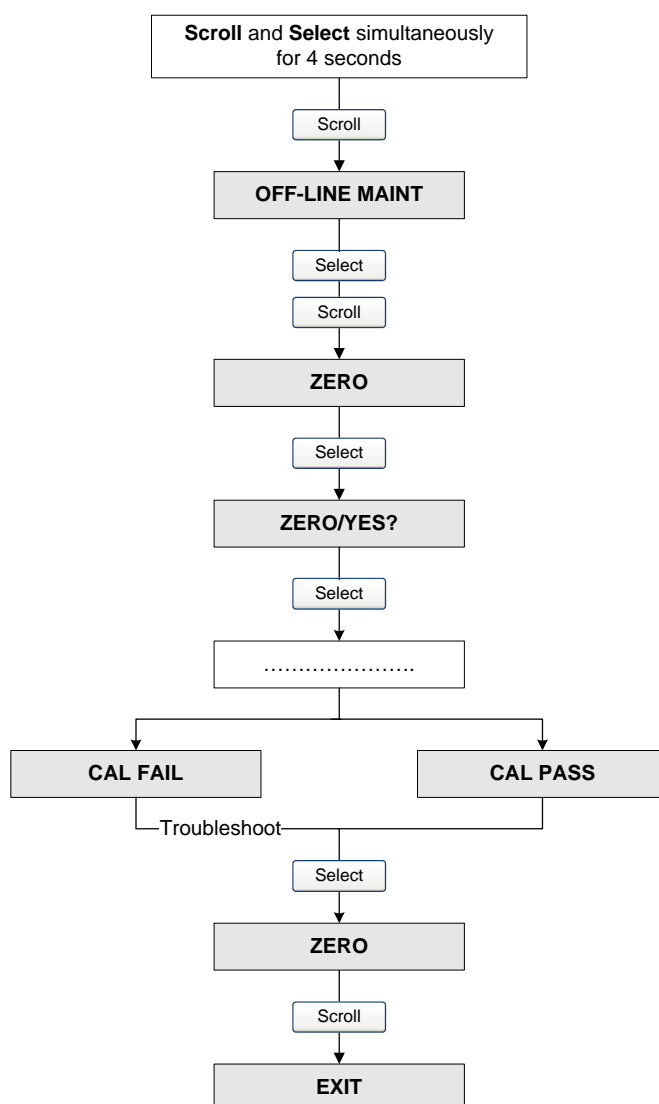 Scroll and Select simultaneously
for 4 seconds
Scroll
OFF-LINE MAINT
Select
Scroll
ZERO
Select
ZERO/YES?
Select
………………….
CAL FAIL
CAL PASS
Troubleshoot
Select
ZERO
Scroll
EXIT